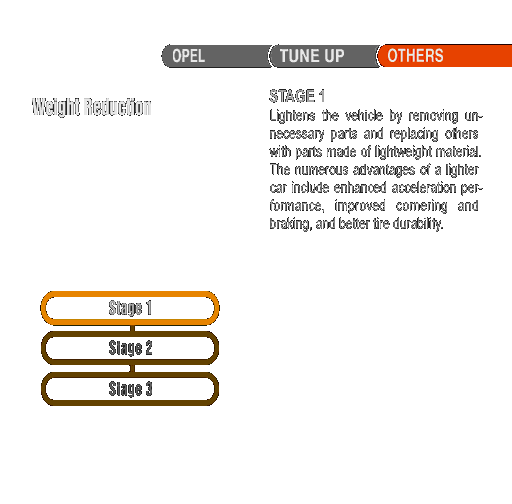 OPEL TUNE UP OTHERS
Weight Reduction
STAGE 1
Lightens the vehicle by removing un-
necessary parts and replacing others
with parts made of lightweight material.
The numerous advantages of a lighter
car include enhanced acceleration per-
formance, improved cornering and
braking, and better tire durability.
Stage 1
Stage 2
Stage 3